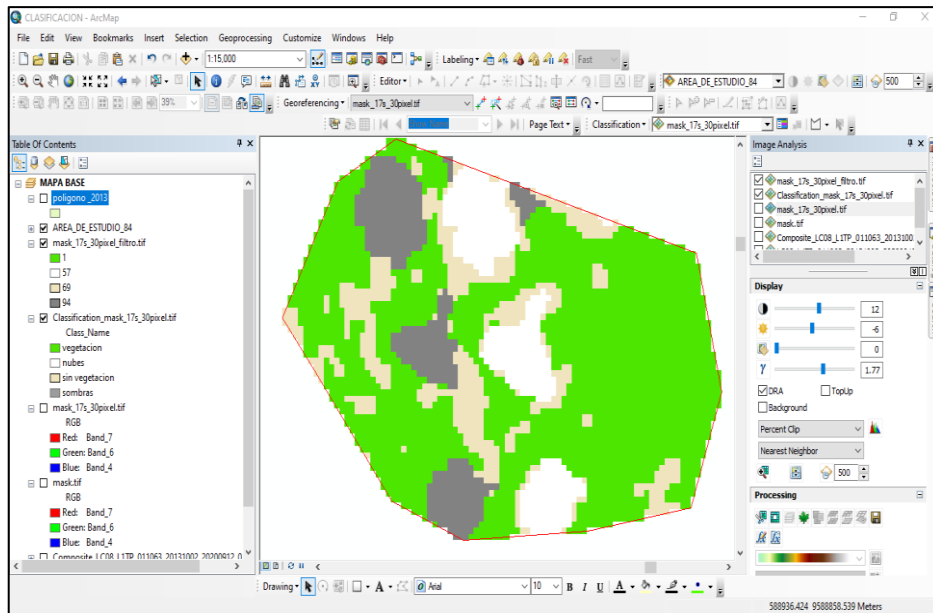 CLASIFICACION - ArcMap
File Edit View Bookmarks Insert Selection Geoprocessing Customize Windows Help
1:15,000 Labeling Fast
Editor AREA_DE_ESTUDIO_84 500
39% Georeferencing mask_17s_30pixel.tif
Page Text Classification mask_17s_30pixel.tif
Table Of Contents
MAPA BASE
poligono _2013
AREA_DE_ESTUDIO_84
mask_17s_30pixel_filtro.tif
1
57
69
94
Classification_mask_17s_30pixel.tif
Class_Name
vegetacion
nubes
sin vegetacion
sombras
mask_17s_30pixel.tif
RGB
Red: Band_7
Green: Band_6
Blue: Band_4
mask.tif
RGB
Red: Band_7
Green: Band_6
Blue: Band_4
Composite_LC08_L1TP_011063_20131002_20200912_0
Image Analysis
mask_17s_30pixel_filtro.tif
Classification_mask_17s_30pixel.tif
mask_17s_30pixel.tif
mask.tif
Composite_LC08_L1TP_011063_2013100
Display
12
-6
0
γ 1.77
DRA TopUp
Background
Percent Clip
Nearest Neighbor
500
Processing
Drawing A Arial 10 B I U A
588936.424 9588858.539 Meters